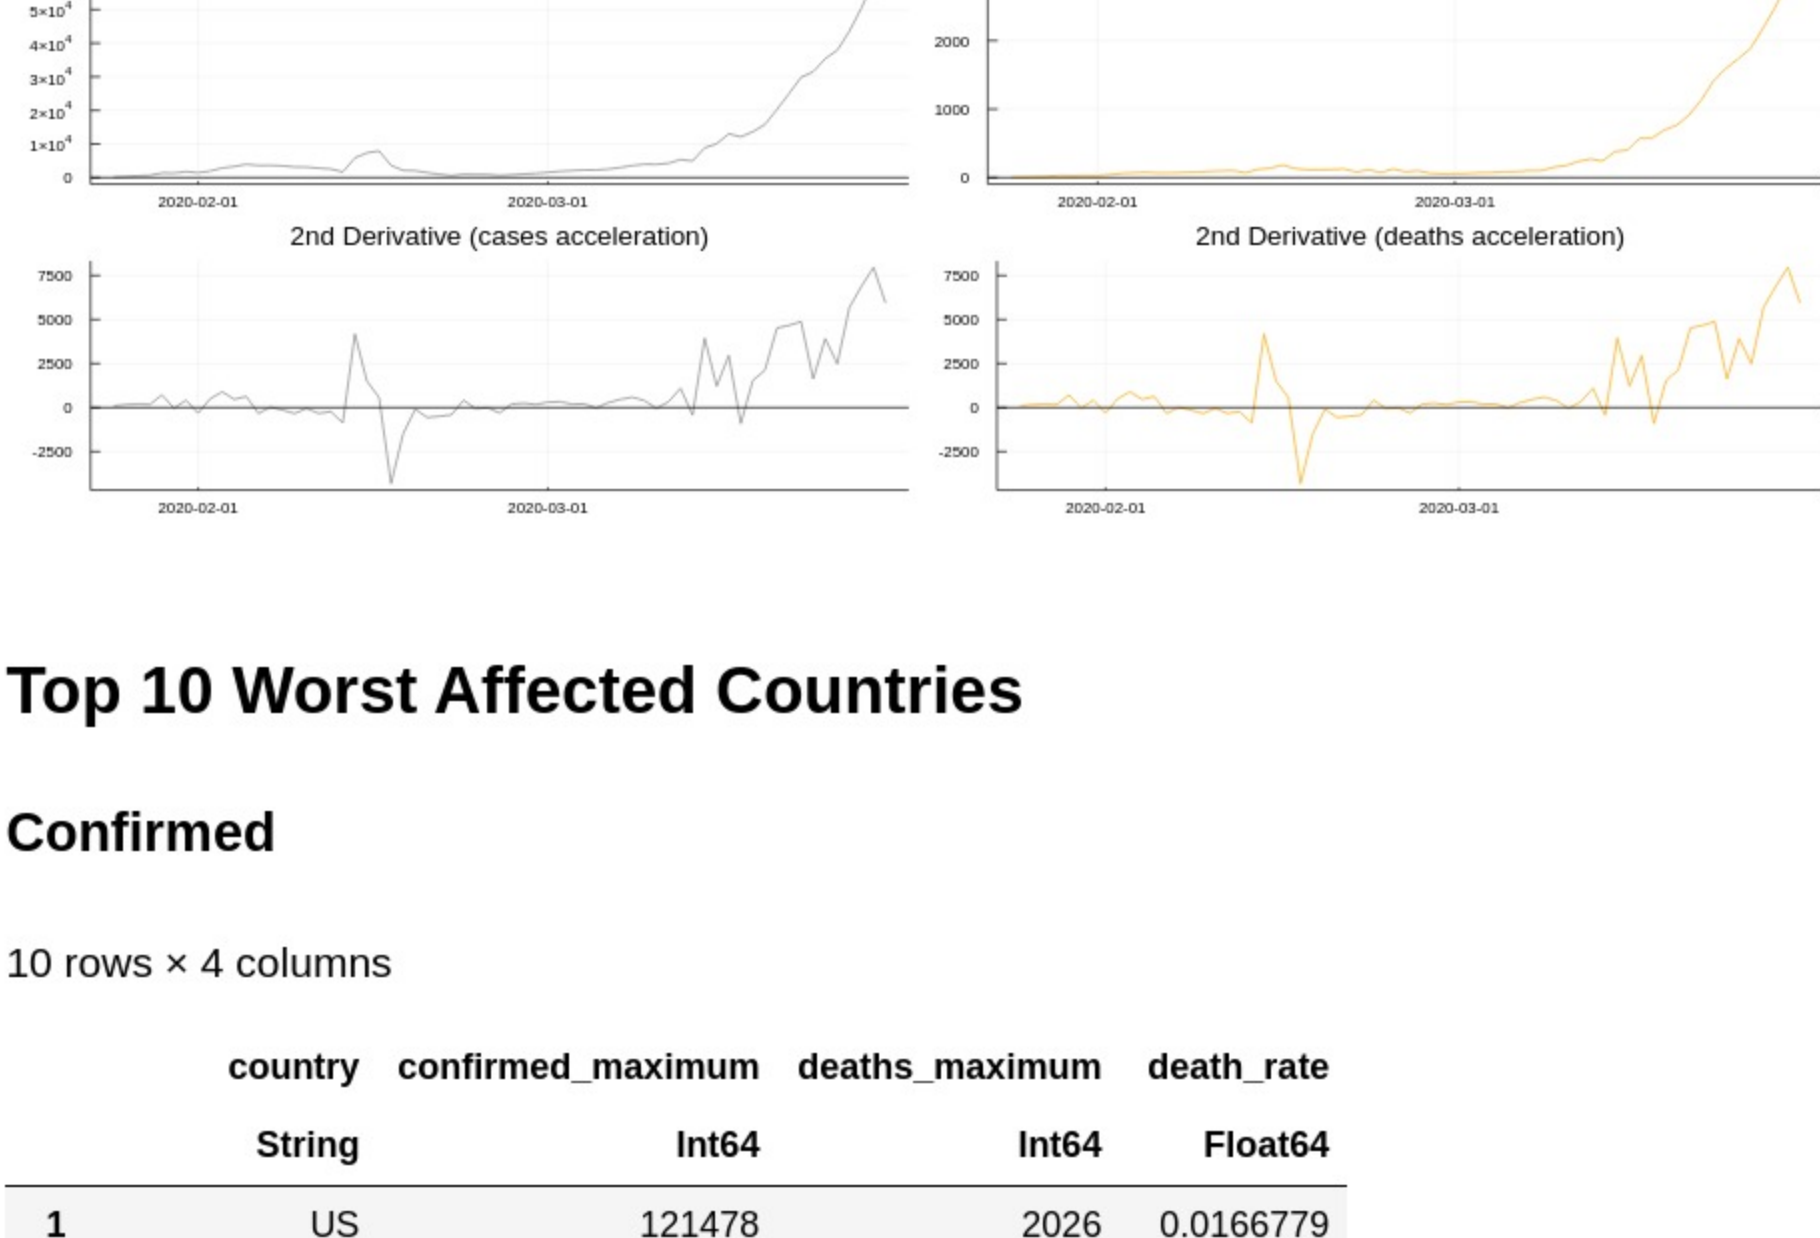 5×10⁴
4×10⁴
3×10⁴
2×10⁴
1×10⁴
0
2020-02-01 2020-03-01
2000
1000
0
2020-02-01 2020-03-01
2nd Derivative (cases acceleration)
7500
5000
2500
0
-2500
2020-02-01 2020-03-01
2nd Derivative (deaths acceleration)
7500
5000
2500
0
-2500
2020-02-01 2020-03-01
Top 10 Worst Affected Countries
Confirmed
10 rows × 4 columns
country confirmed_maximum deaths_maximum death_rate
String Int64 Int64 Float64
1 US 121478 2026 0.0166779